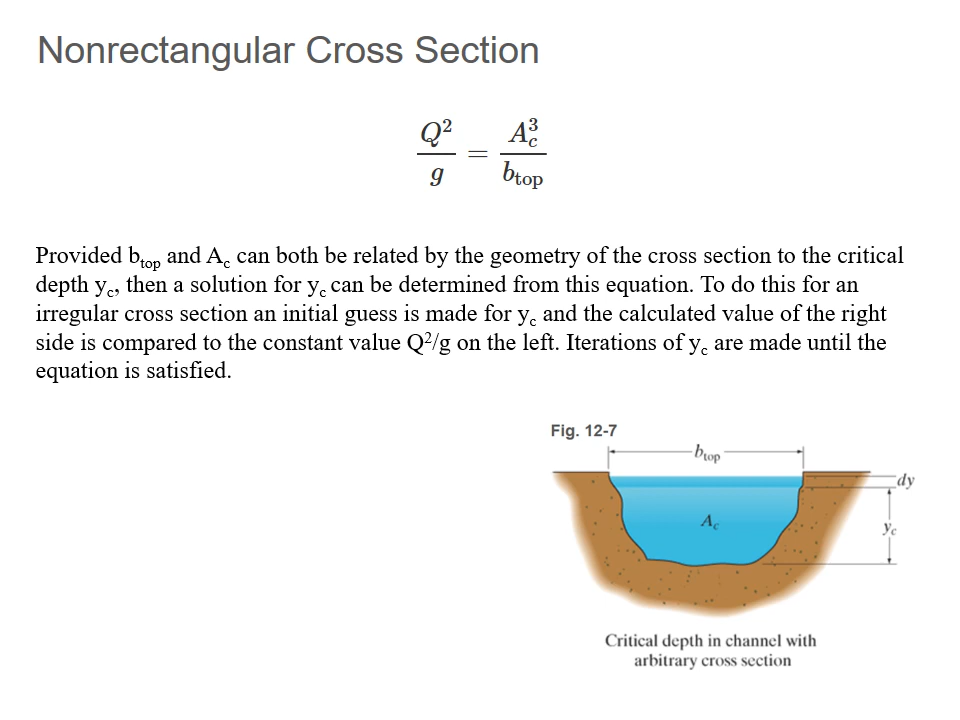 Nonrectangular Cross Section
Q²/g = A_c³/b_top
Provided b_top and A_c can both be related by the geometry of the cross section to the critical
depth y_c, then a solution for y_c can be determined from this equation. To do this for an
irregular cross section an initial guess is made for y_c and the calculated value of the right
side is compared to the constant value Q²/g on the left. Iterations of y_c are made until the
equation is satisfied.
Fig. 12-7
b_top
dy
A_c
y_c
Critical depth in channel with
arbitrary cross section